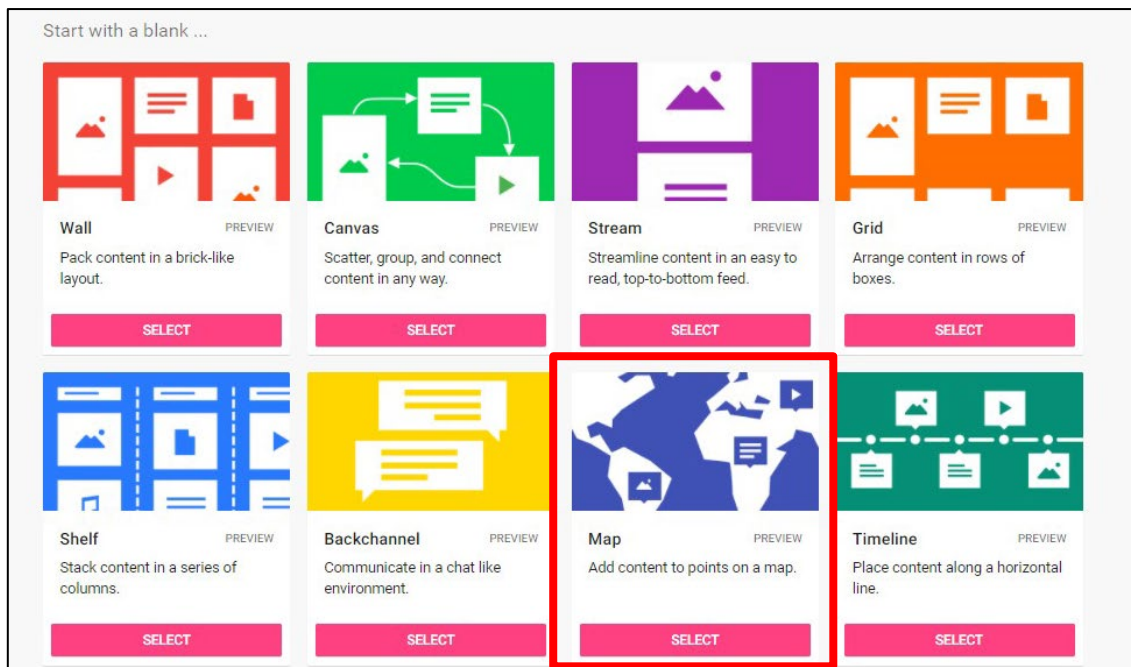 Start with a blank ...
Wall PREVIEW
Pack content in a brick-like
layout.
SELECT
Canvas PREVIEW
Scatter, group, and connect
content in any way.
SELECT
Stream PREVIEW
Streamline content in an easy to
read, top-to-bottom feed.
SELECT
Grid PREVIEW
Arrange content in rows of
boxes.
SELECT
Shelf PREVIEW
Stack content in a series of
columns.
SELECT
Backchannel PREVIEW
Communicate in a chat like
environment.
SELECT
Map PREVIEW
Add content to points on a map.
SELECT
Timeline PREVIEW
Place content along a horizontal
line.
SELECT